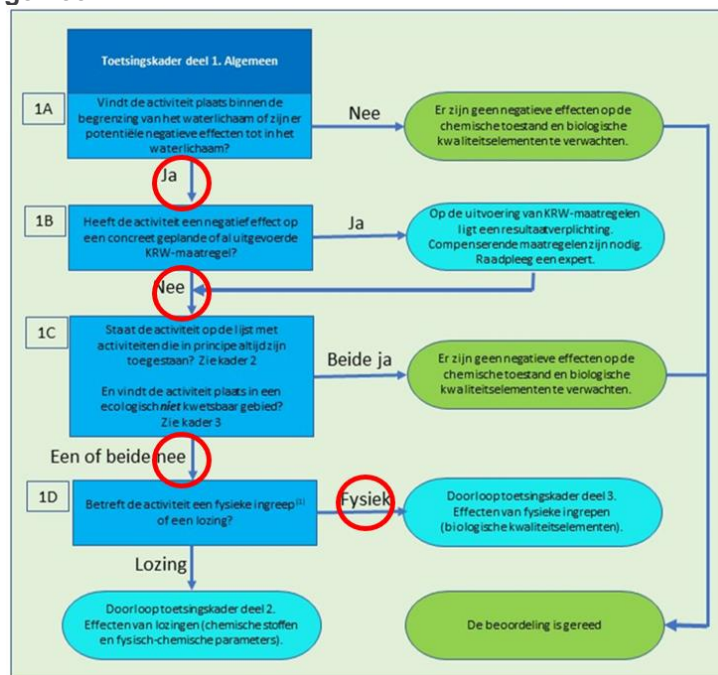 Toetsingskader deel 1. Algemeen
1A
Vindt de activiteit plaats binnen de
begrenzing van het waterlichaam of zijn er
potentiële negatieve effecten tot in het
waterlichaam?
Nee
Er zijn geen negatieve effecten op de
chemische toestand en biologische
kwaliteitselementen te verwachten.
Ja
1B
Heeft de activiteit een negatief effect op
een concreet geplande of al uitgevoerde
KRW-maatregel?
Ja
Op de uitvoering van KRW-maatregelen
ligt een resultaatverplichting.
Compenserende maatregelen zijn nodig.
Raadpleeg een expert.
Nee
1C
Staat de activiteit op de lijst met
activiteiten die in principe altijd zijn
toegestaan? Zie kader 2
En vindt de activiteit plaats in een
ecologisch niet kwetsbaar gebied?
Zie kader 3
Beide ja
Er zijn geen negatieve effecten op de
chemische toestand en biologische
kwaliteitselementen te verwachten.
Een of beide nee
1D
Betreft de activiteit een fysieke ingreep(1)
of een lozing?
Fysiek
Doorloop toetsingskader deel 3.
Effecten van fysieke ingrepen
(biologische kwaliteitselementen).
Lozing
Doorloop toetsingskader deel 2.
Effecten van lozingen (chemische stoffen
en fysisch-chemische parameters).
De beoordeling is gereed